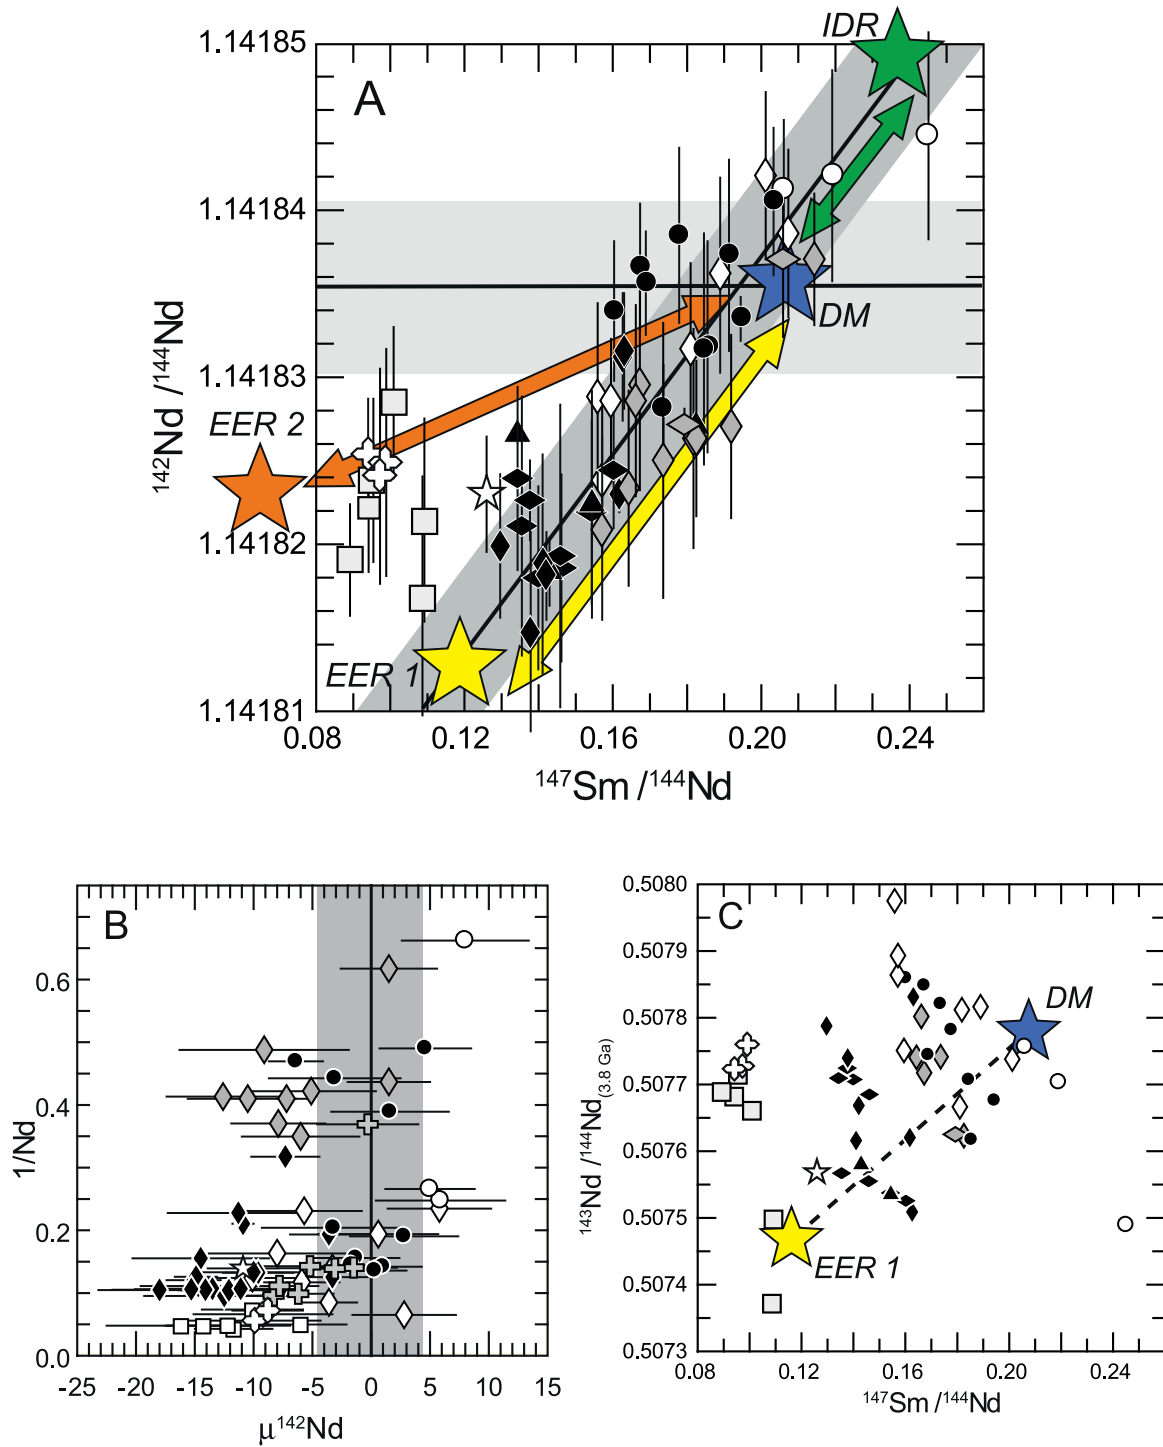 IDR
1.14185
A
1.14184
DM
142Nd /144Nd
1.14183
EER 2
1.14182
EER 1
1.14181
0.08 0.12 0.16 0.20 0.24
147Sm /144Nd
B
0.6
0.4
1/Nd
0.2
0.0
-25 -20 -15 -10 -5 0 5 10 15
μ142Nd
0.5080
C
0.5079
DM
0.5078
143Nd /144Nd(3.8 Ga)
0.5077
0.5076
0.5075
EER 1
0.5074
0.5073
0.08 0.12 0.16 0.20 0.24
147Sm /144Nd